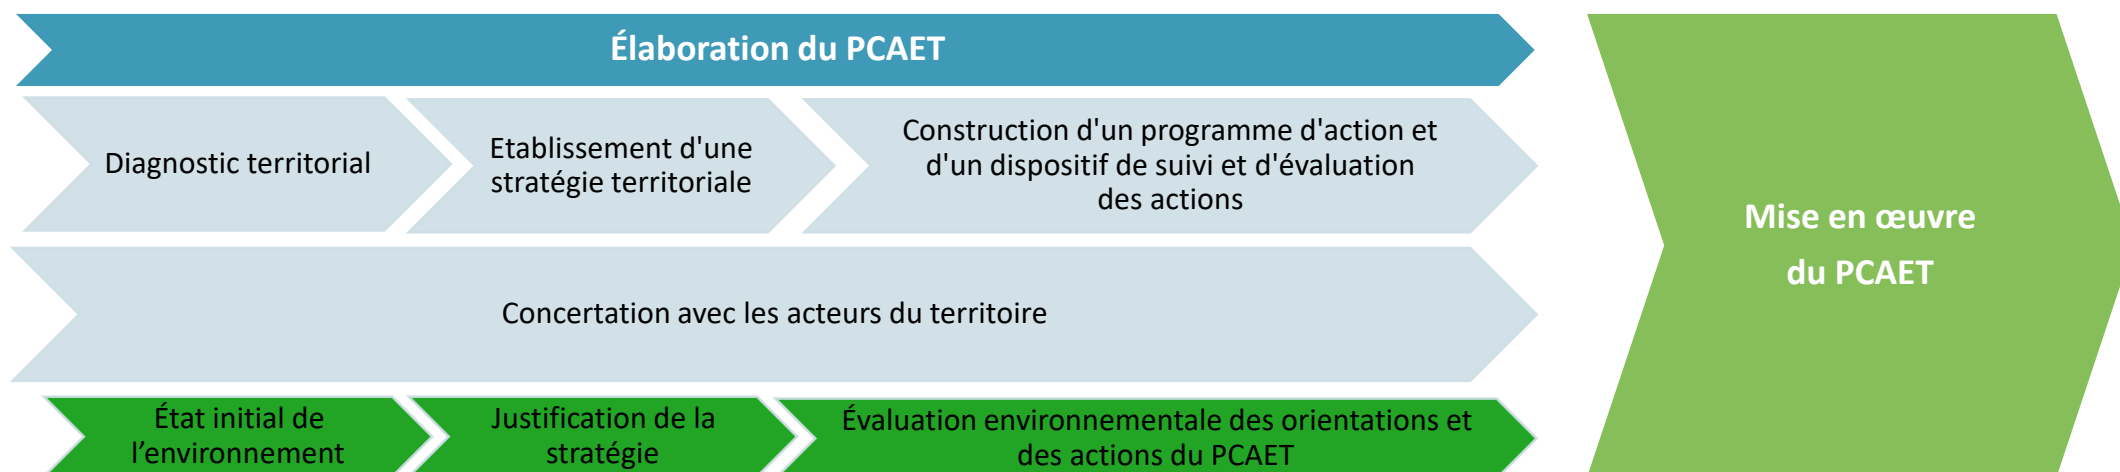 Élaboration du PCAET
Diagnostic territorial
Etablissement d'une
stratégie territoriale
Construction d'un programme d'action et
d'un dispositif de suivi et d'évaluation
des actions
Concertation avec les acteurs du territoire
État initial de
l’environnement
Justification de la
stratégie
Évaluation environnementale des orientations et
des actions du PCAET
Mise en œuvre
du PCAET